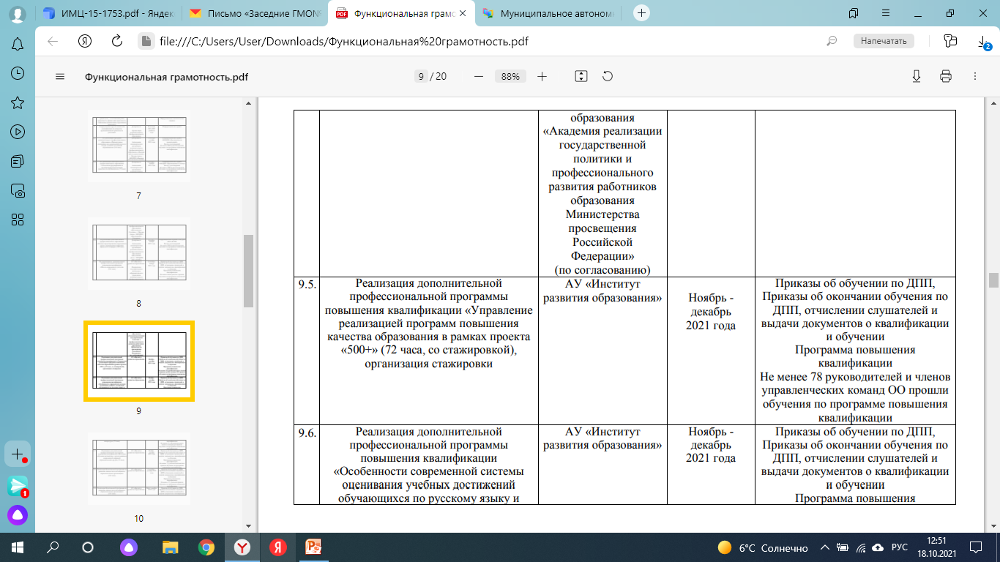 ИМЦ-15-1753.pdf - Яндек
Письмо «Заседние ГМО
Функциональная грамо
Муниципальное автоном
file:///C:/Users/User/Downloads/Функциональная%20грамотность.pdf
Напечатать
2
Функциональная грамотность.pdf
9 / 20
88%
7
8
9
10
образования
«Академия реализации
государственной
политики и
профессионального
развития работников
образования
Министерства
просвещения
Российской
Федерации»
(по согласованию)
9.5.
Реализация дополнительной
профессиональной программы
повышения квалификации «Управление
реализацией программ повышения
качества образования в рамках проекта
«500+» (72 часа, со стажировкой),
организация стажировки
АУ «Институт
развития образования»
Ноябрь -
декабрь
2021 года
Приказы об обучении по ДПП,
Приказы об окончании обучения по
ДПП, отчислении слушателей и
выдачи документов о квалификации
и обучении
Программа повышения
квалификации
Не менее 78 руководителей и членов
управленческих команд ОО прошли
обучения по программе повышения
квалификации
9.6.
Реализация дополнительной
профессиональной программы
повышения квалификации
«Особенности современной системы
оценивания учебных достижений
обучающихся по русскому языку и
АУ «Институт
развития образования»
Ноябрь -
декабрь
2021 года
Приказы об обучении по ДПП,
Приказы об окончании обучения по
ДПП, отчислении слушателей и
выдачи документов о квалификации
и обучении
Программа повышения
1
6°C Солнечно
РУС
12:51
18.10.2021